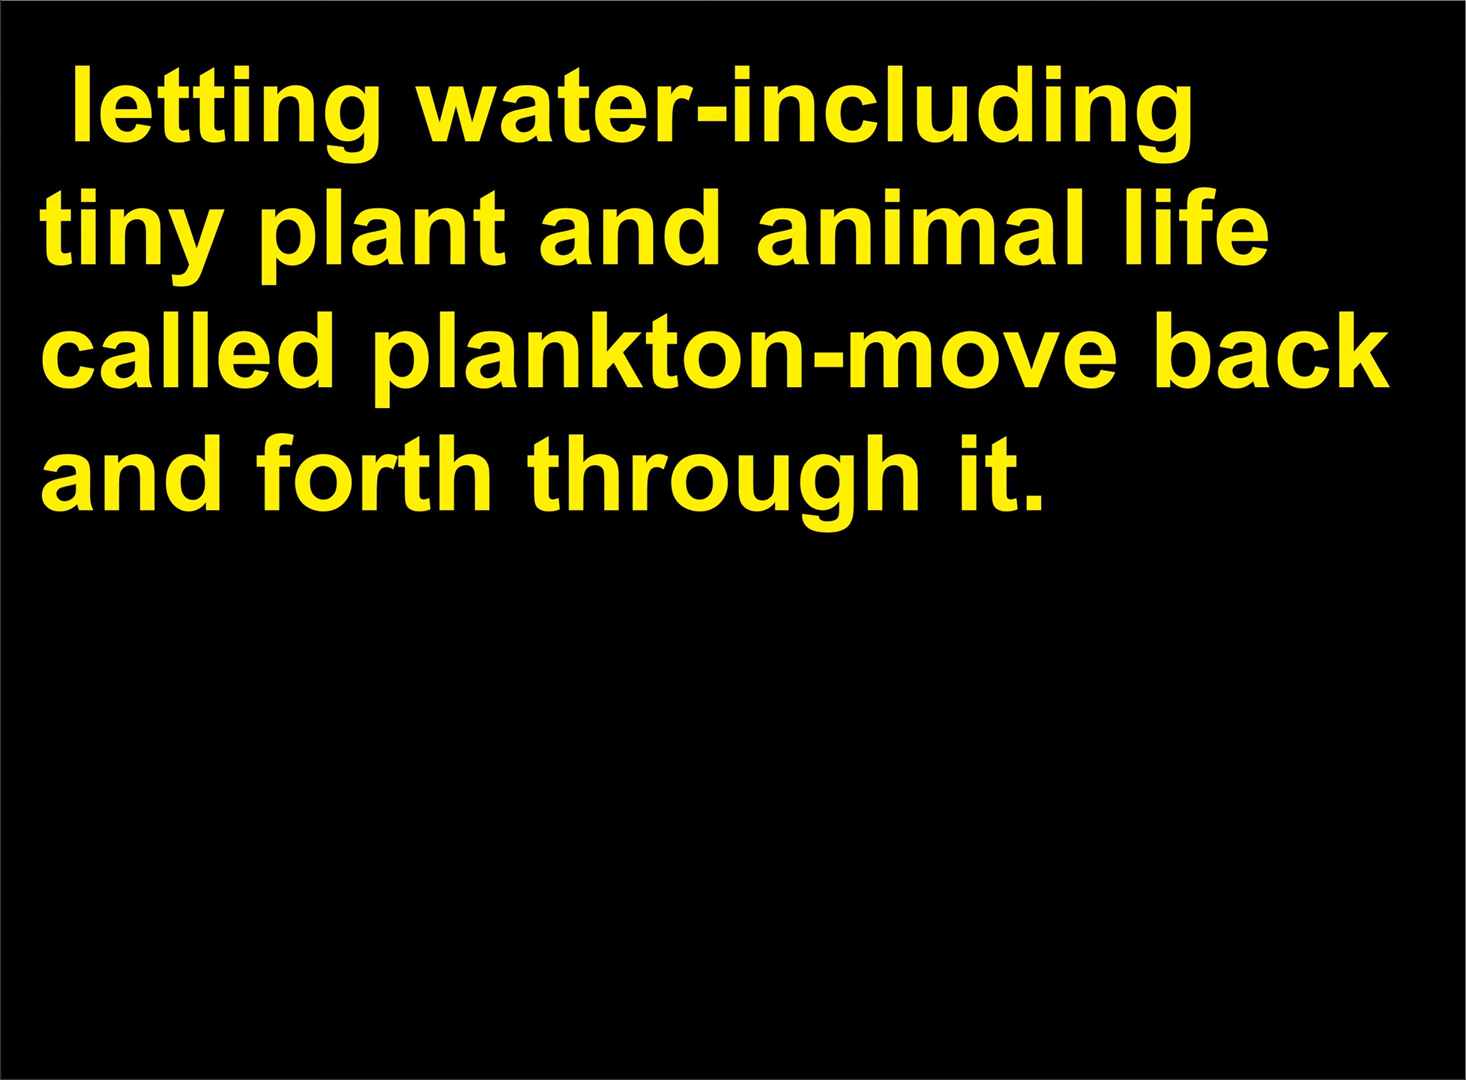 letting water-including
tiny plant and animal life
called plankton-move back
and forth through it.